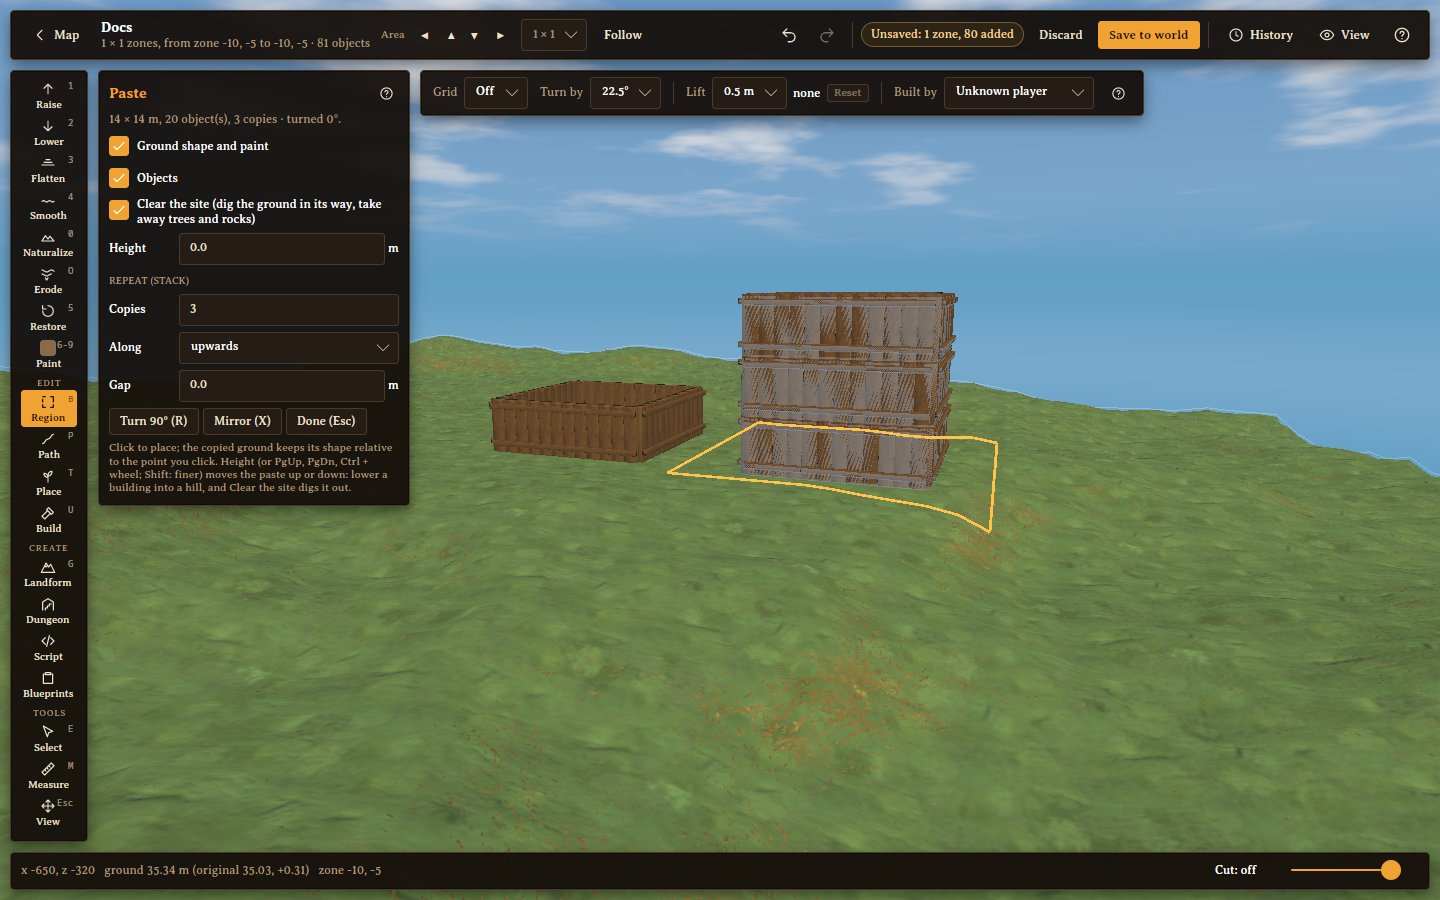 Map
Docs
1 × 1 zones, from zone -10, -5 to -10, -5 · 81 objects
Area
1 × 1
Follow
Unsaved: 1 zone, 80 added
Discard
Save to world
History
View
Raise 1
Lower 2
Flatten 3
Smooth 4
Naturalize 0
Erode O
Restore 5
Paint 6-9
EDIT
Region B
Path P
Place T
Build U
CREATE
Landform G
Dungeon
Script
Blueprints
TOOLS
Select E
Measure M
View Esc
Paste
14 × 14 m, 20 object(s), 3 copies · turned 0°.
Ground shape and paint
Objects
Clear the site (dig the ground in its way, take
away trees and rocks)
Height 0.0 m
REPEAT (STACK)
Copies 3
Along upwards
Gap 0.0 m
Turn 90° (R) Mirror (X) Done (Esc)
Click to place; the copied ground keeps its shape relative
to the point you click. Height (or PgUp, PgDn, Ctrl +
wheel; Shift: finer) moves the paste up or down: lower a
building into a hill, and Clear the site digs it out.
Grid Off Turn by 22.5° Lift 0.5 m none Reset Built by Unknown player
x -650, z -320 ground 35.34 m (original 35.03, +0.31) zone -10, -5
Cut: off